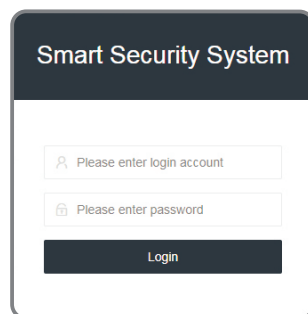 Smart Security System
Please enter login account
Please enter password
Login